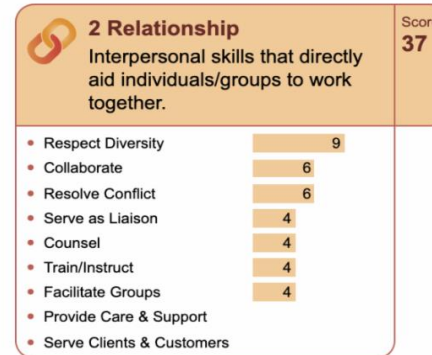 2 Relationship
Interpersonal skills that directly
aid individuals/groups to work
together.
Scor
37
• Respect Diversity 9
• Collaborate 6
• Resolve Conflict 6
• Serve as Liaison 4
• Counsel 4
• Train/Instruct 4
• Facilitate Groups 4
• Provide Care & Support
• Serve Clients & Customers